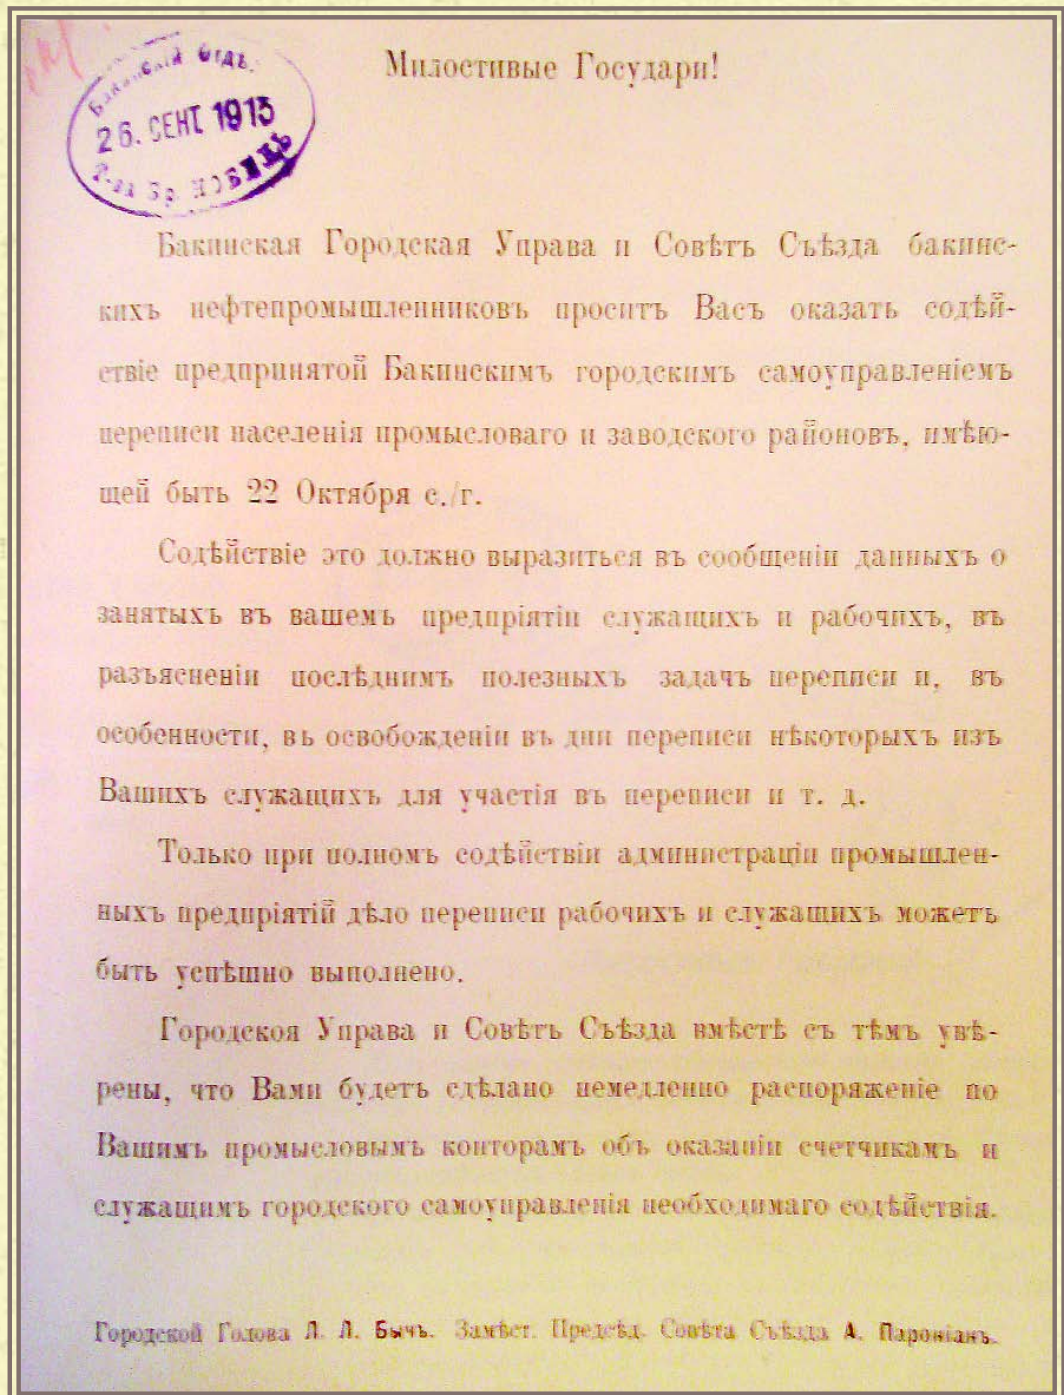 Милостивые Государи!
Бакинскій Отдѣ.
26. СЕНТ 1913
Т-ва Бр.
Бакинская Городская Управа и Совѣтъ Съѣзда бакинс-
кихъ нефтепромышленниковъ проситъ Васъ оказать содѣй-
ствіе предпринятой Бакинскимъ городскимъ самоуправленіемъ
переписи населенія промысловаго и заводского районовъ, имѣю-
щей быть 22 Октября с./г.
Содѣйствіе это должно выразиться въ сообщеніи данныхъ о
занятыхъ въ вашемъ предпріятіи служащихъ и рабочихъ, въ
разъясненіи послѣднимъ полезныхъ задачъ переписи и, въ
особенности, вь освобожденіи въ дни переписи нѣкоторыхъ изъ
Вашихъ служащихъ для участія въ переписи и т. д.
Только при полномъ содѣйствіи администраціи промышлен-
ныхъ предпріятій дѣло переписи рабочихъ и служащихъ можетъ
быть успѣшно выполнено.
Городскоя Управа и Совѣтъ Съѣзда вмѣстѣ съ тѣмъ увѣ-
рены, что Вами будетъ сдѣлано немедленно распоряженіе по
Вашимъ промысловымъ конторамъ объ оказаніи счетчикамъ и
служащимъ городского самоуправленія необходимаго содѣйствія.
Городской Голова Л. Л. Бычъ. Замѣст. Предсѣд. Совѣта Съѣзда А. Пароніанъ.